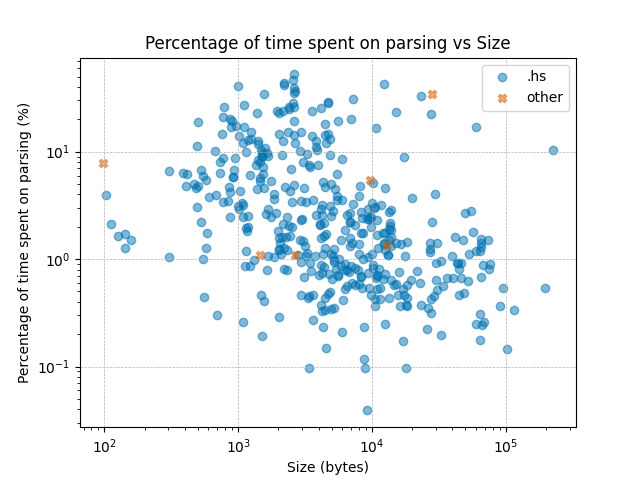 Percentage of time spent on parsing vs Size
.hs
other
Percentage of time spent on parsing (%)
10¹
10⁰
10⁻¹
10²
10³
10⁴
10⁵
Size (bytes)